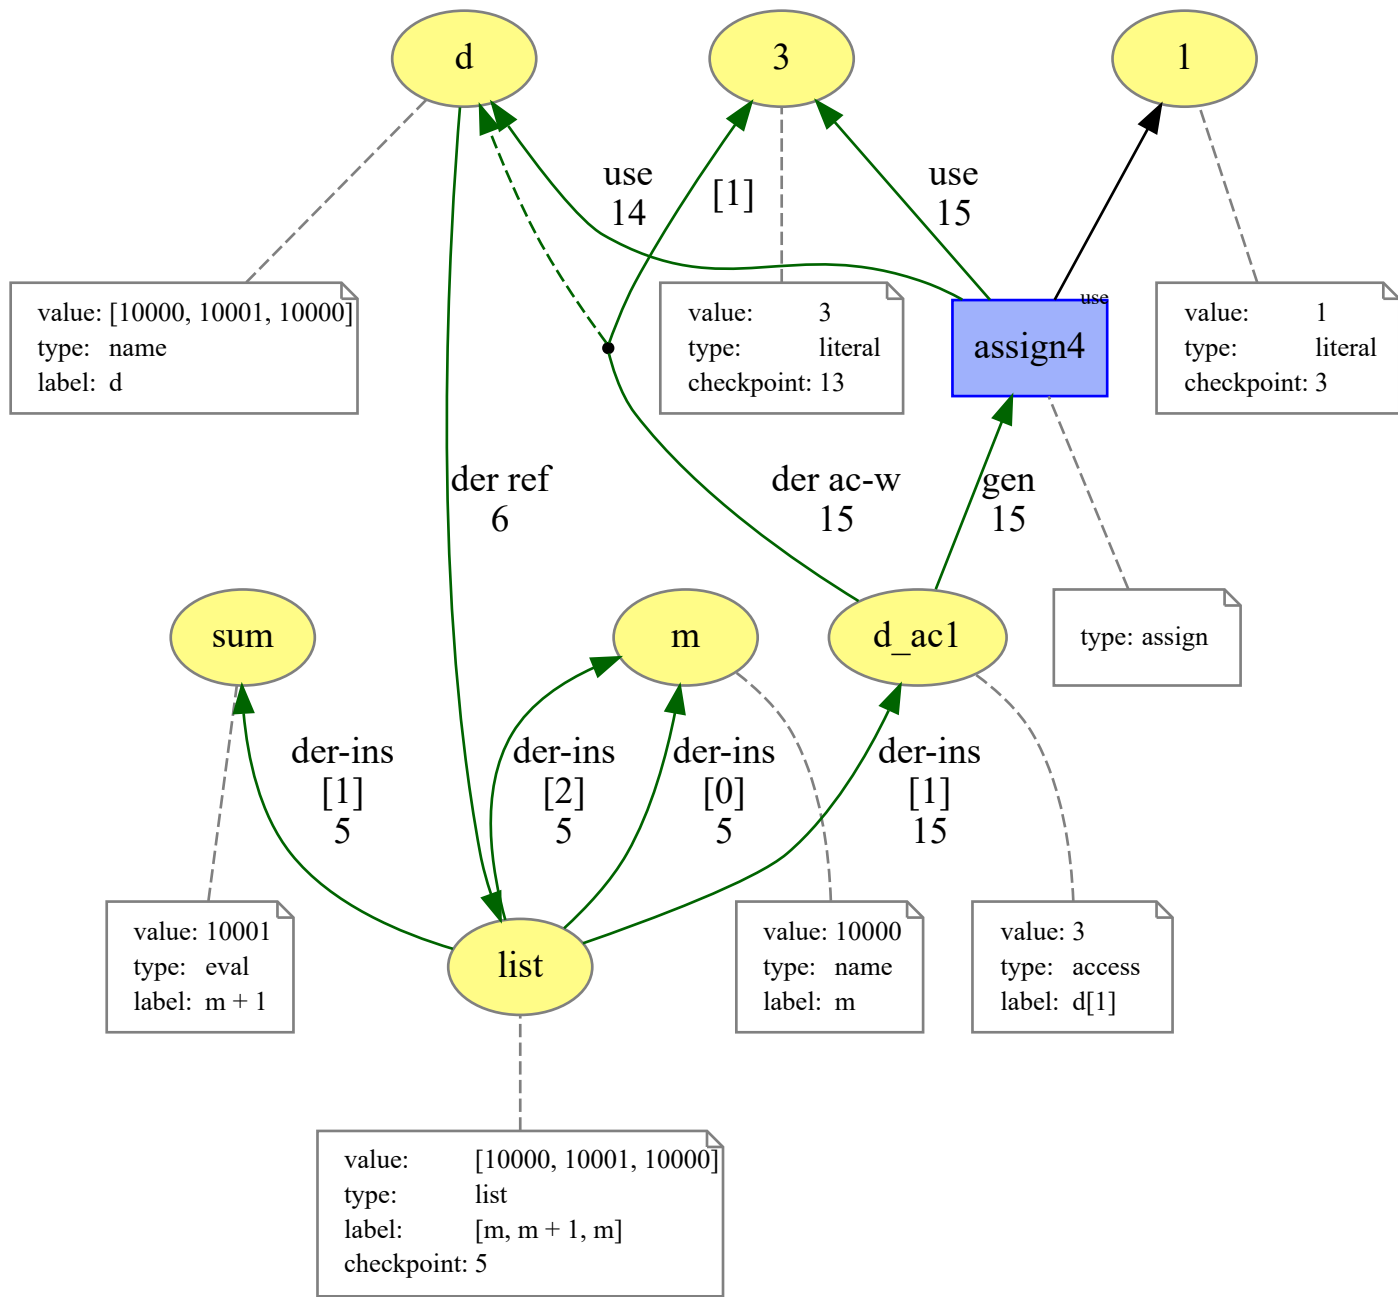 d
3
1
use
14
[1]
use
15
value: [10000, 10001, 10000]
type: name
label: d
value: 3
type: literal
checkpoint: 13
use
assign4
value: 1
type: literal
checkpoint: 3
der ref
6
der ac-w
15
gen
15
sum
m
d_ac1
type: assign
der-ins
[1]
5
der-ins
[2]
5
der-ins
[0]
5
der-ins
[1]
15
value: 10001
type: eval
label: m + 1
list
value: 10000
type: name
label: m
value: 3
type: access
label: d[1]
value: [10000, 10001, 10000]
type: list
label: [m, m + 1, m]
checkpoint: 5